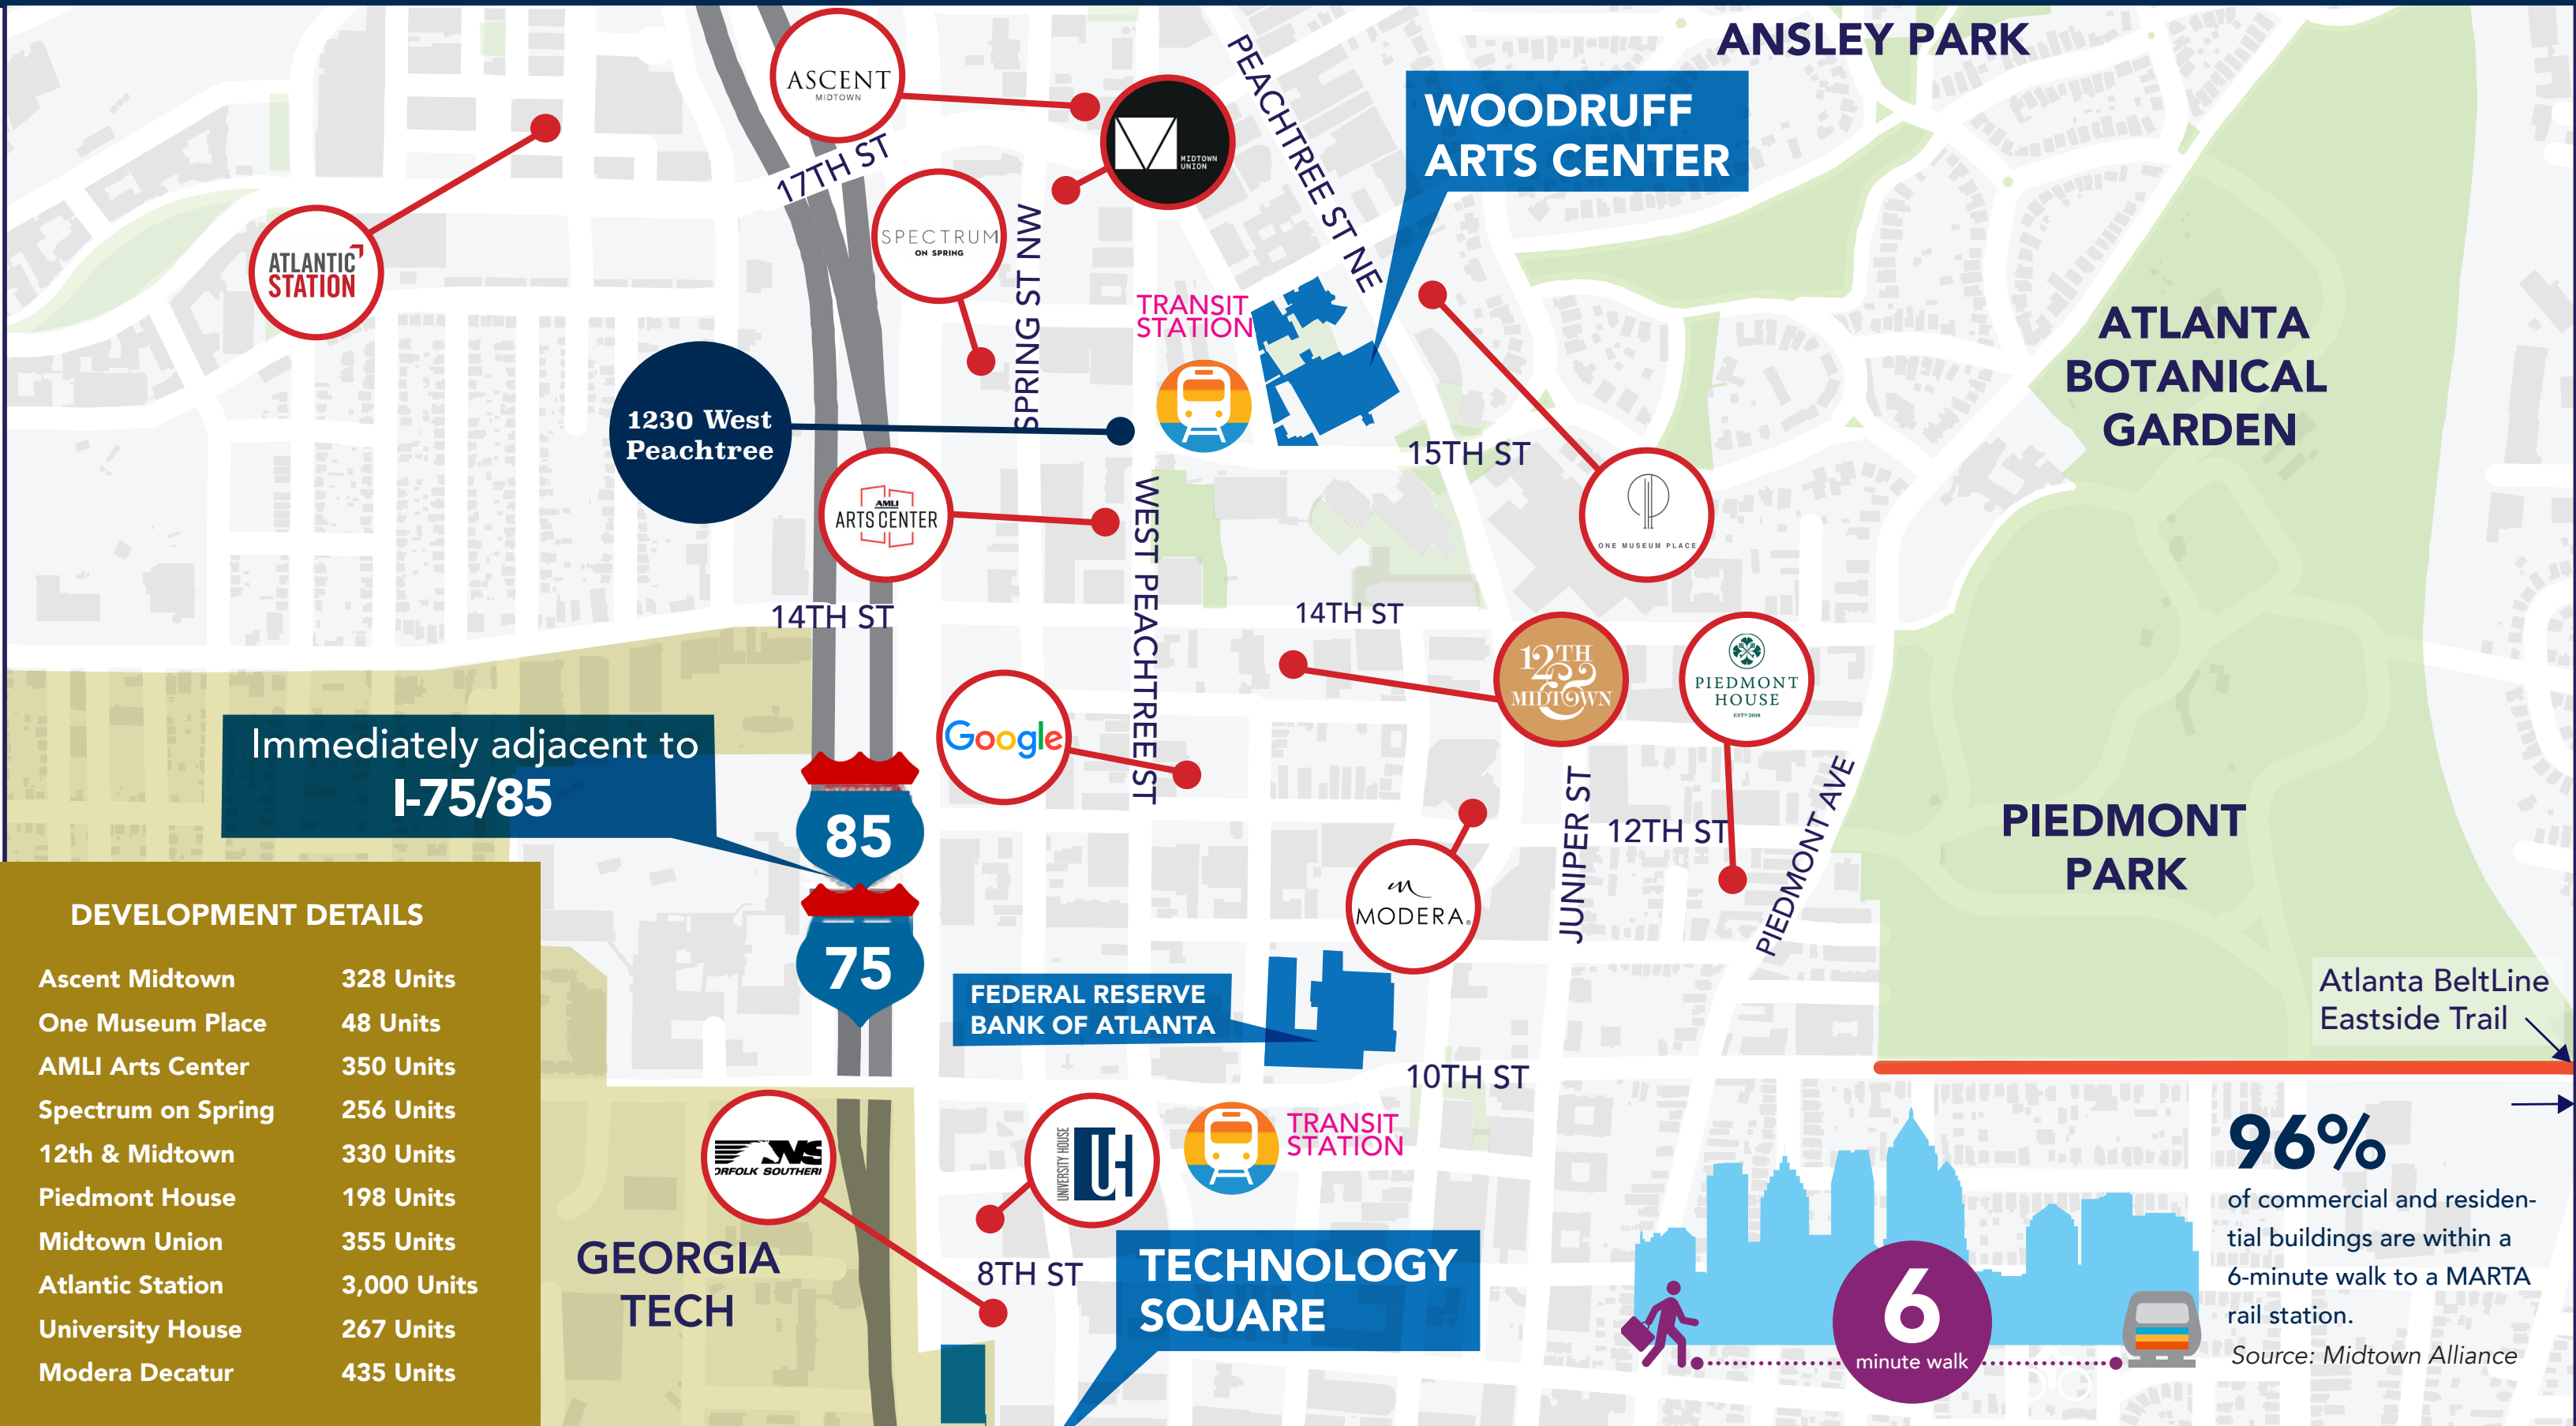 ANSLEY PARK
ASCENT
MIDTOWN
PEACHTREE ST NE
WOODRUFF
ARTS CENTER
MIDTOWN
UNION
17TH ST
SPECTRUM
ON SPRING
SPRING ST NW
ATLANTIC
STATION
TRANSIT
STATION
ATLANTA
BOTANICAL
GARDEN
1230 West
Peachtree
15TH ST
AMLI
ARTS CENTER
WEST PEACHTREE ST
ONE MUSEUM PLACE
14TH ST
14TH ST
12TH
&
MIDTOWN
PIEDMONT
HOUSE
ESTD 2018
Google
Immediately adjacent to
I-75/85
85
75
JUNIPER ST
12TH ST
PIEDMONT AVE
PIEDMONT
PARK
m
MODERA®
FEDERAL RESERVE
BANK OF ATLANTA
Atlanta BeltLine
Eastside Trail
10TH ST
DEVELOPMENT DETAILS
Ascent Midtown 328 Units
One Museum Place 48 Units
AMLI Arts Center 350 Units
Spectrum on Spring 256 Units
12th & Midtown 330 Units
Piedmont House 198 Units
Midtown Union 355 Units
Atlantic Station 3,000 Units
University House 267 Units
Modera Decatur 435 Units
NS
ORFOLK SOUTHERN
UNIVERSITY HOUSE
UH
TRANSIT
STATION
GEORGIA
TECH
8TH ST
TECHNOLOGY
SQUARE
6
minute walk
96%
of commercial and residen-
tial buildings are within a
6-minute walk to a MARTA
rail station.
Source: Midtown Alliance